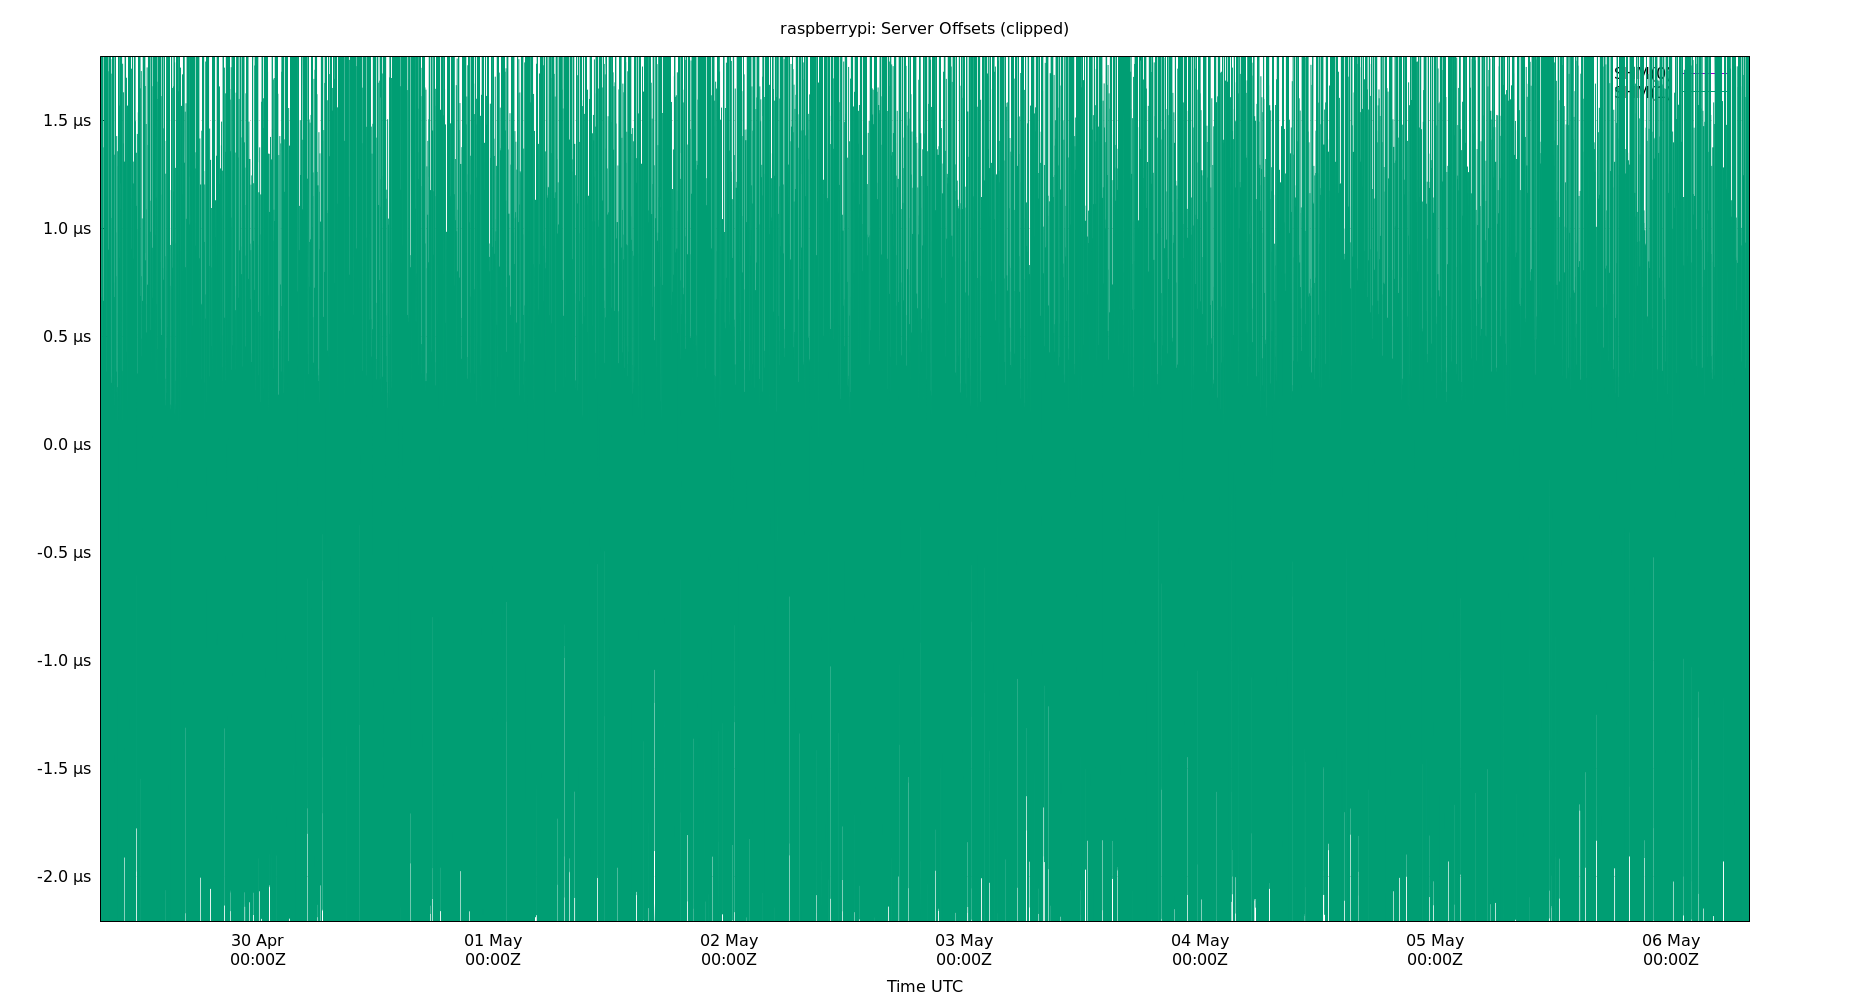 raspberrypi: Server Offsets (clipped)
SHM(0)
1.5 µs
1.0 µs
0.5 µs
0.0 µs
-0.5 µs
-1.0 µs
-1.5 µs
-2.0 µs
30 Apr 01 May 02 May 03 May 04 May 05 May 06 May
00:00Z 00:00Z 00:00Z 00:00Z 00:00Z 00:00Z 00:00Z
Time UTC